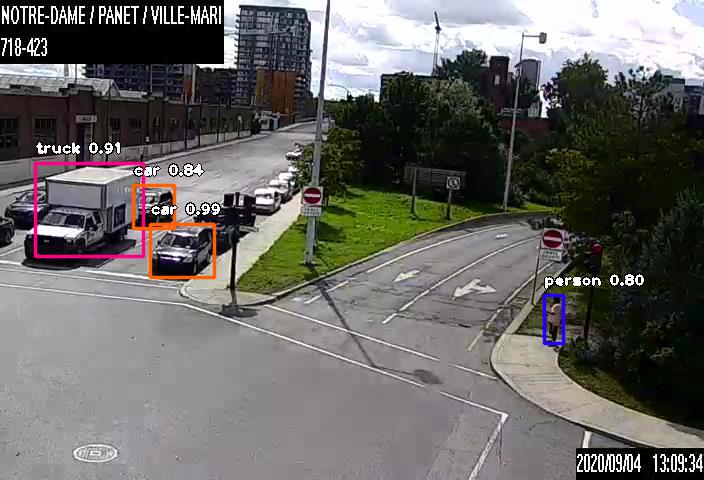 NOTRE-DAME / PANET / VILLE-MARI
718-423
truck 0.91
car 0.84
car 0.99
person 0.80
2020/09/04 13:09:34